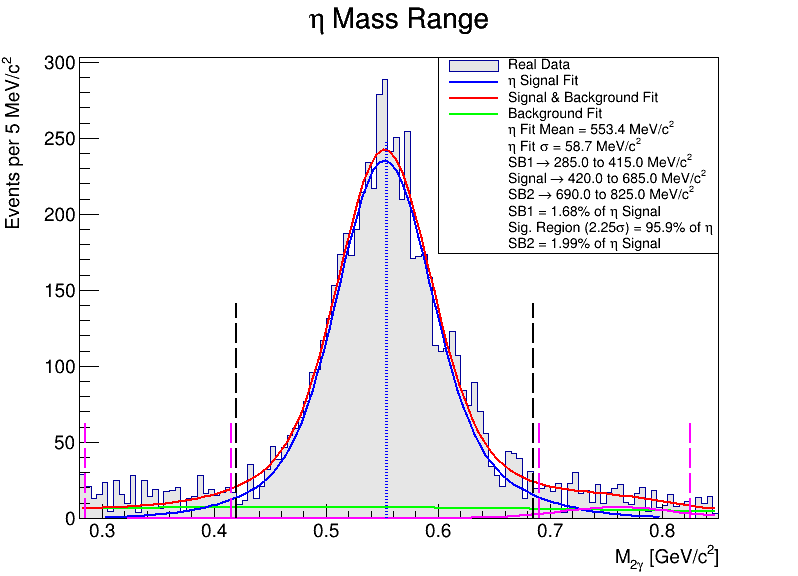 η Mass Range
Events per 5 MeV/c²
300
250
200
150
100
50
0
Real Data
η Signal Fit
Signal & Background Fit
Background Fit
η Fit Mean = 553.4 MeV/c²
η Fit σ = 58.7 MeV/c²
SB1 → 285.0 to 415.0 MeV/c²
Signal → 420.0 to 685.0 MeV/c²
SB2 → 690.0 to 825.0 MeV/c²
SB1 = 1.68% of η Signal
Sig. Region (2.25σ) = 95.9% of η
SB2 = 1.99% of η Signal
0.3 0.4 0.5 0.6 0.7 0.8
M₂γ [GeV/c²]